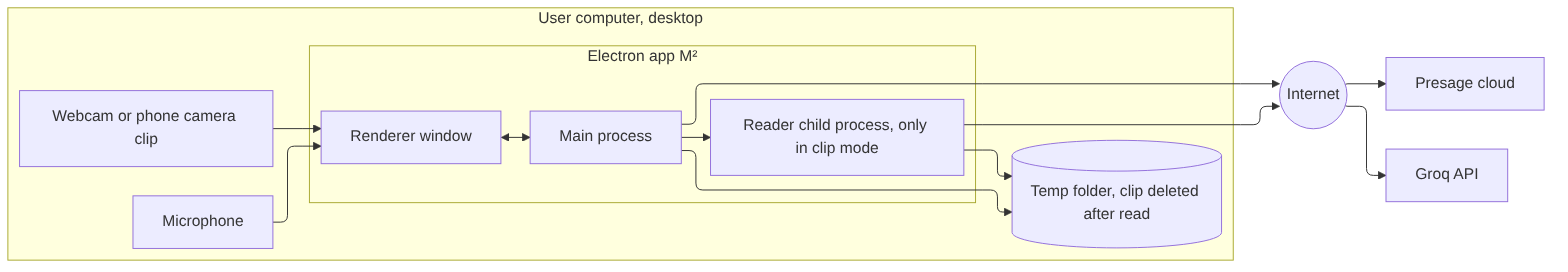 User computer, desktop
Electron app M²
Webcam or phone camera
clip
Microphone
Renderer window
Main process
Reader child process, only
in clip mode
Temp folder, clip deleted
after read
Internet
Presage cloud
Groq API